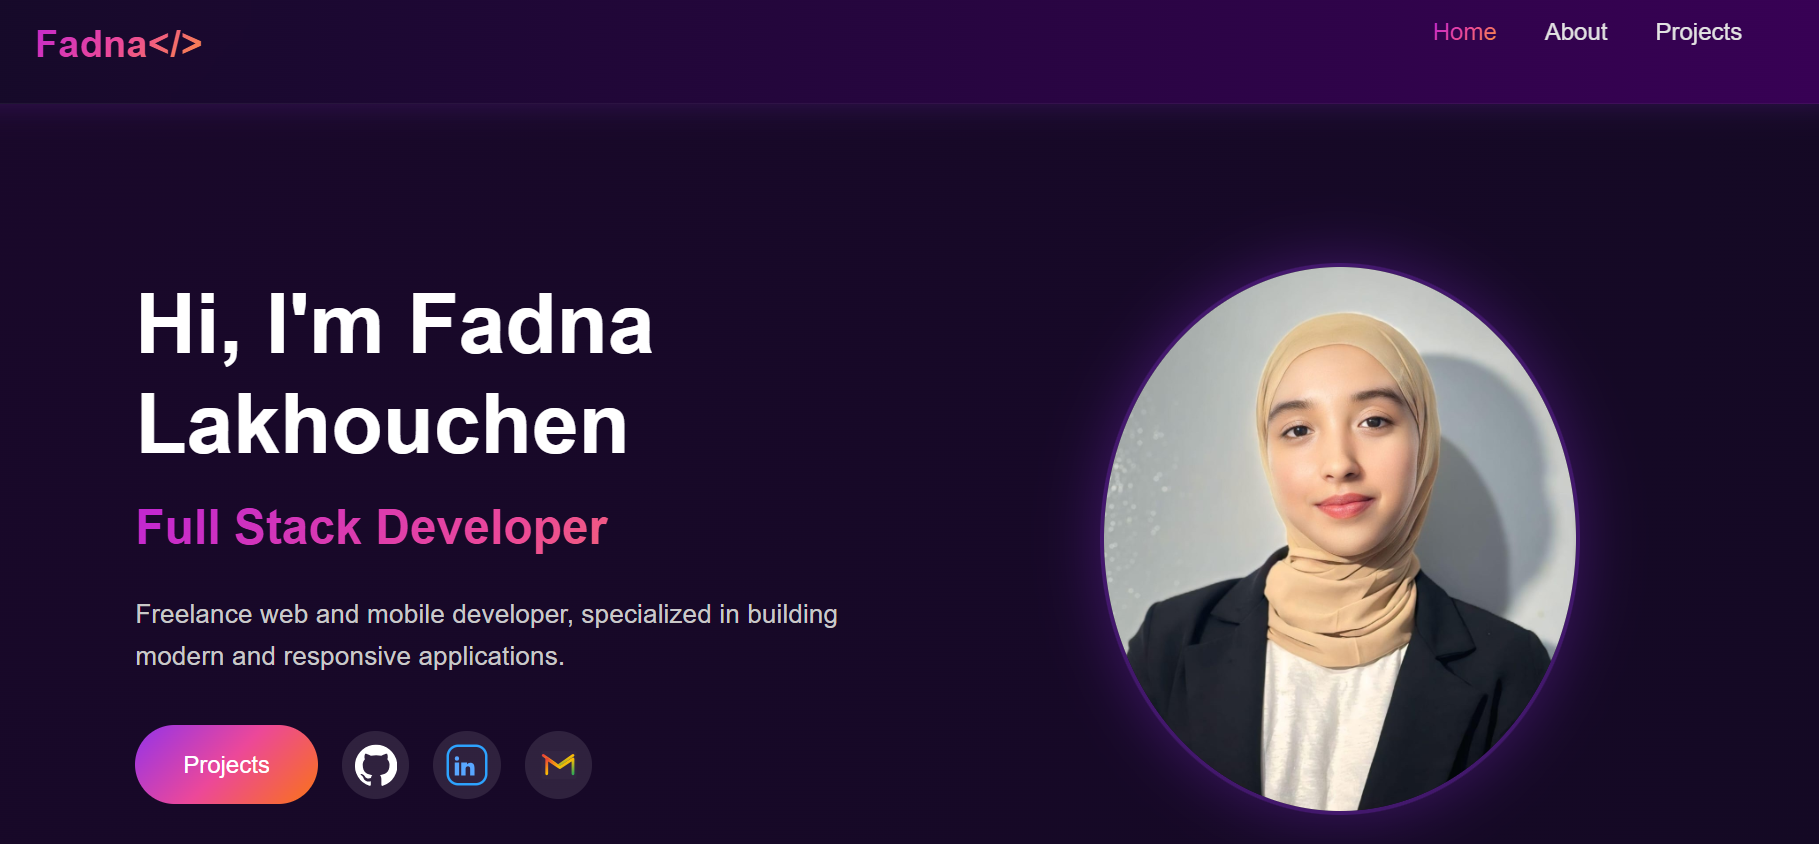 Fadna</>
Home About Projects
Hi, I'm Fadna
Lakhouchen
Full Stack Developer
Freelance web and mobile developer, specialized in building
modern and responsive applications.
Projects
in